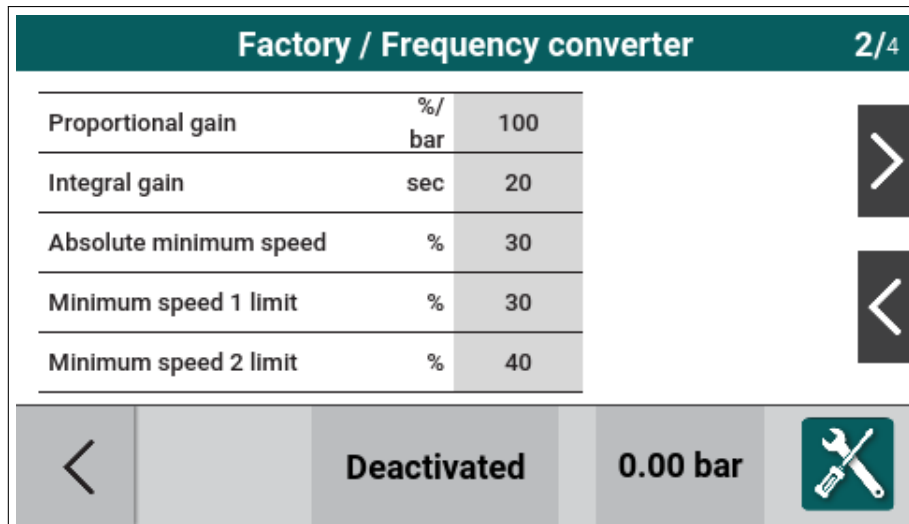 Factory / Frequency converter 2/4
Proportional gain %/ bar 100
Integral gain sec 20
Absolute minimum speed % 30
Minimum speed 1 limit % 30
Minimum speed 2 limit % 40
Deactivated 0.00 bar